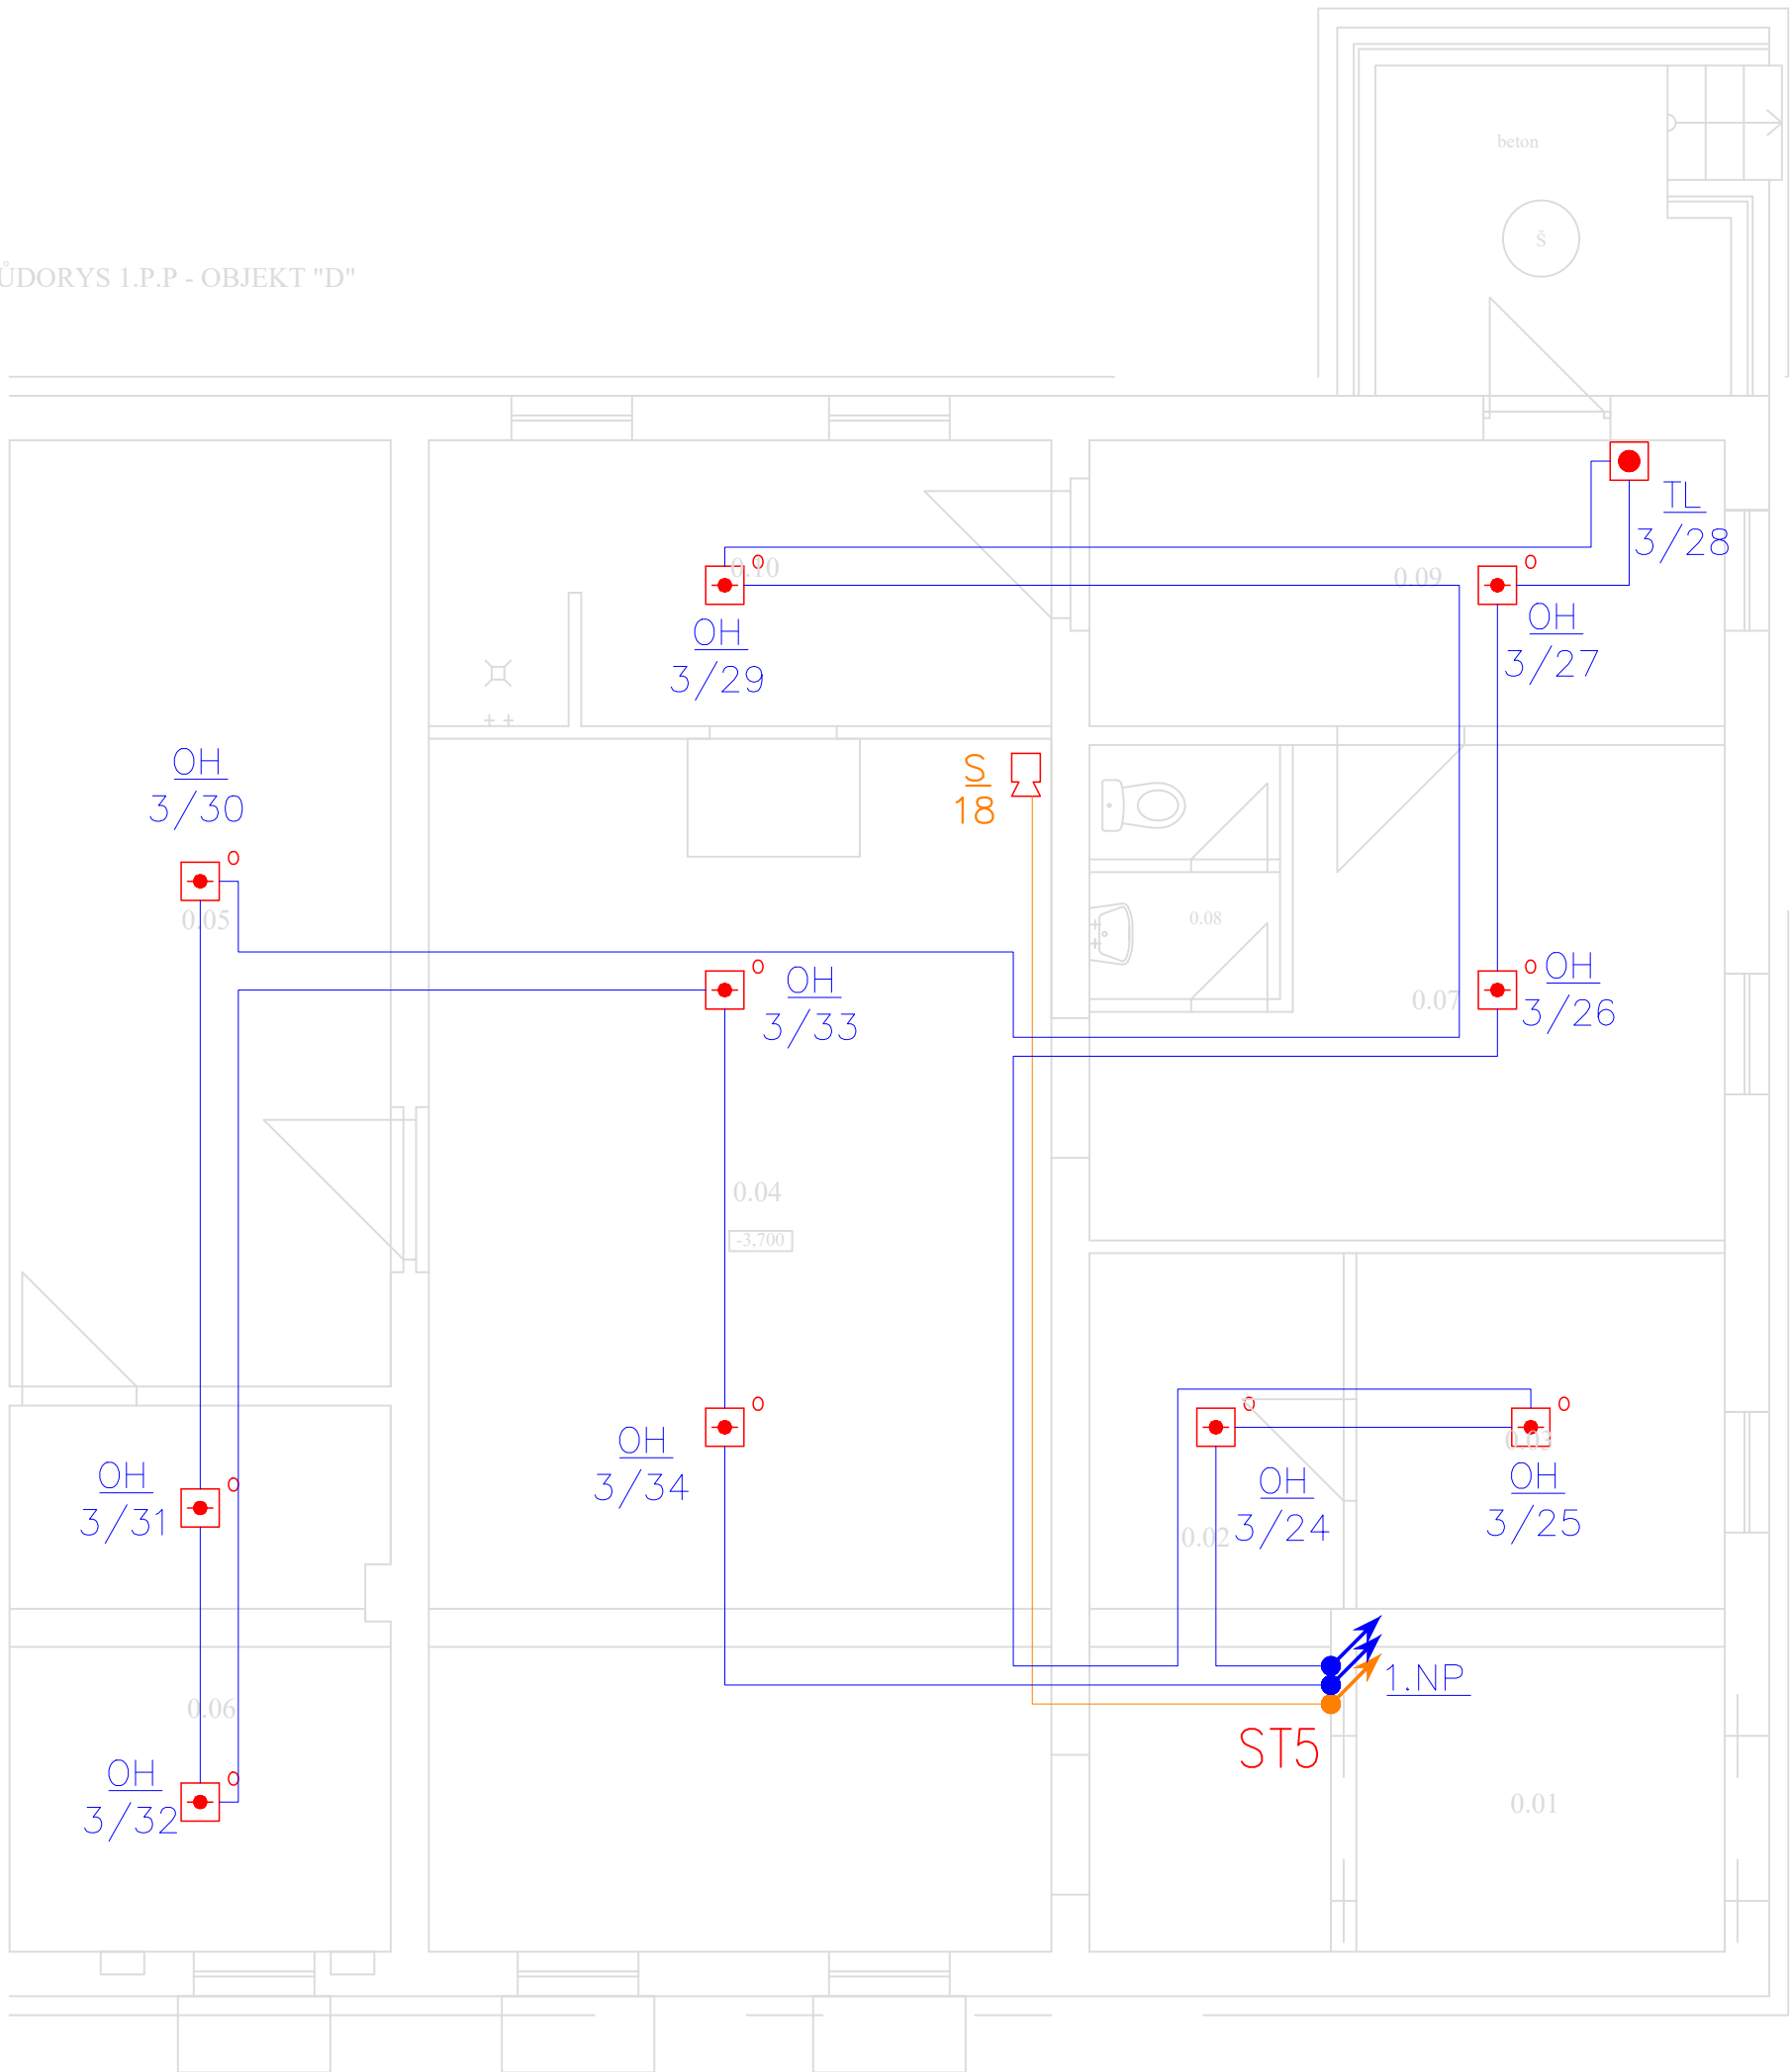 beton
š
ŮDORYS 1.P.P - OBJEKT "D"
TL
3/28
0.10
0.09
OH
3/29
OH
3/27
OH
3/30
S
18
0.05
0.08
OH
3/33
0.07
OH
3/26
0.04
-3,700
OH
3/34
OH
3/31
0.03
OH
3/24
OH
3/25
0.02
1.NP
0.06
ST5
OH
3/32
0.01